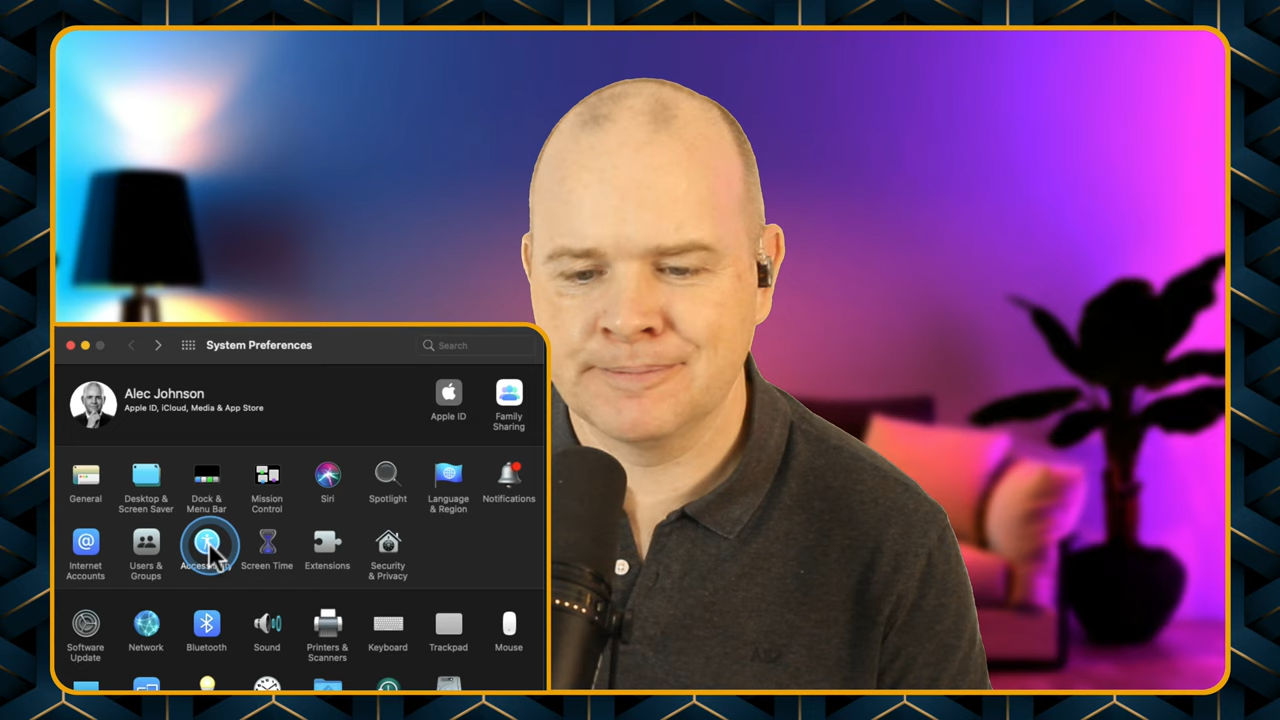 System Preferences
Search
Alec Johnson
Apple ID, iCloud, Media & App Store
Apple ID
Family
Sharing
General
Desktop &
Screen Saver
Dock &
Menu Bar
Mission
Control
Siri
Spotlight
Language
& Region
Notifications
Internet
Accounts
Users &
Groups
Screen Time
Extensions
Security
& Privacy
Software
Update
Network
Bluetooth
Sound
Printers &
Scanners
Keyboard
Trackpad
Mouse